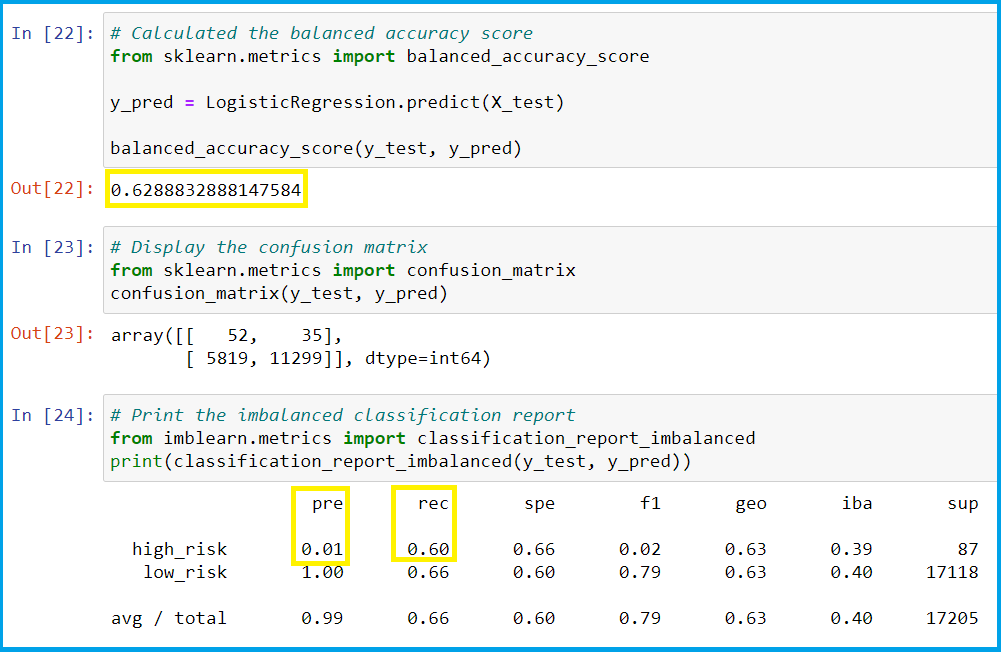 In [22]: # Calculated the balanced accuracy score
from sklearn.metrics import balanced_accuracy_score
y_pred = LogisticRegression.predict(X_test)
balanced_accuracy_score(y_test, y_pred)
Out[22]: 0.6288832888147584
In [23]: # Display the confusion matrix
from sklearn.metrics import confusion_matrix
confusion_matrix(y_test, y_pred)
Out[23]: array([[   52,    35],
       [ 5819, 11299]], dtype=int64)
In [24]: # Print the imbalanced classification report
from imblearn.metrics import classification_report_imbalanced
print(classification_report_imbalanced(y_test, y_pred))
pre rec spe f1 geo iba sup
high_risk 0.01 0.60 0.66 0.02 0.63 0.39 87
low_risk 1.00 0.66 0.60 0.79 0.63 0.40 17118
avg / total 0.99 0.66 0.60 0.79 0.63 0.40 17205